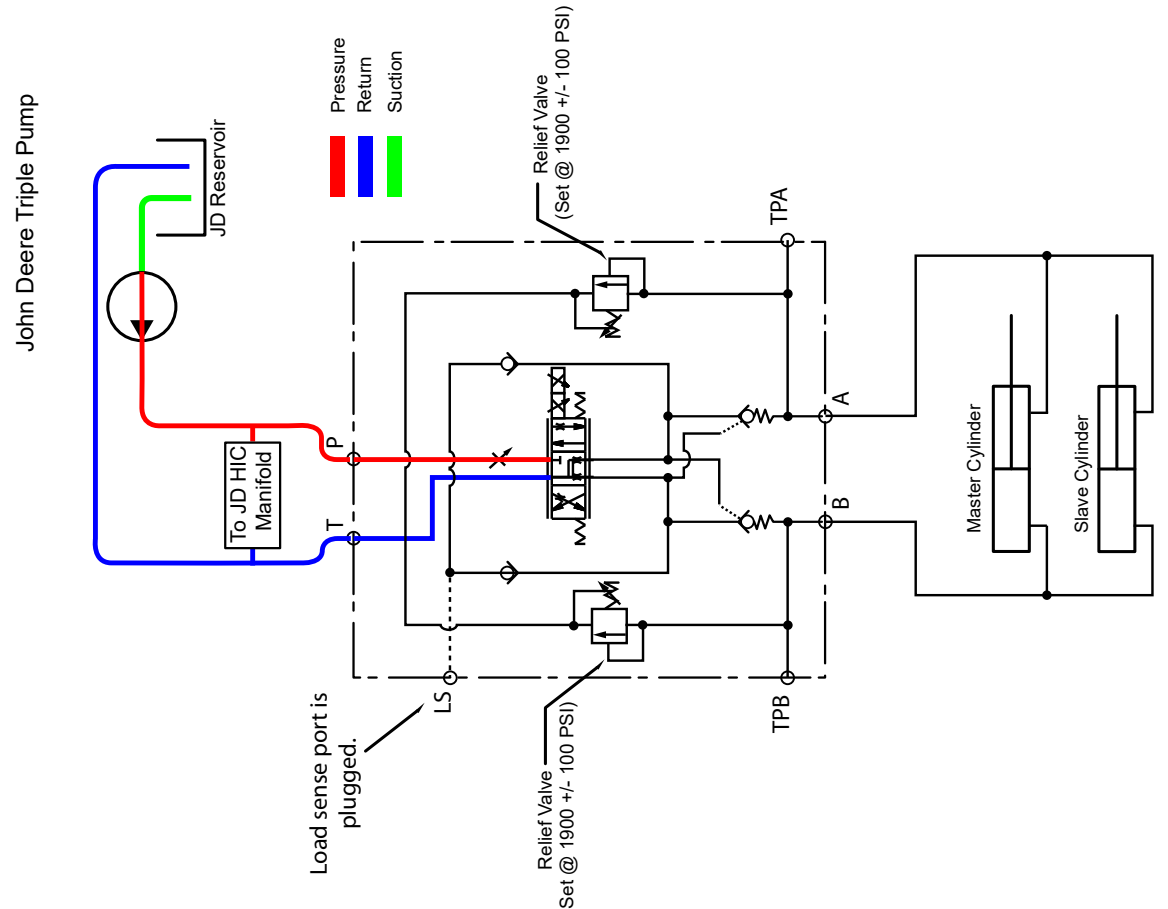 John Deere Triple Pump
JD Reservoir
Pressure
Return
Suction
To JD HIC
Manifold
P
T
Relief Valve
(Set @ 1900 +/- 100 PSI)
TPA
Load sense port is
plugged.
LS
Relief Valve
Set @ 1900 +/- 100 PSI)
TPB
A
B
Master Cylinder
Slave Cylinder